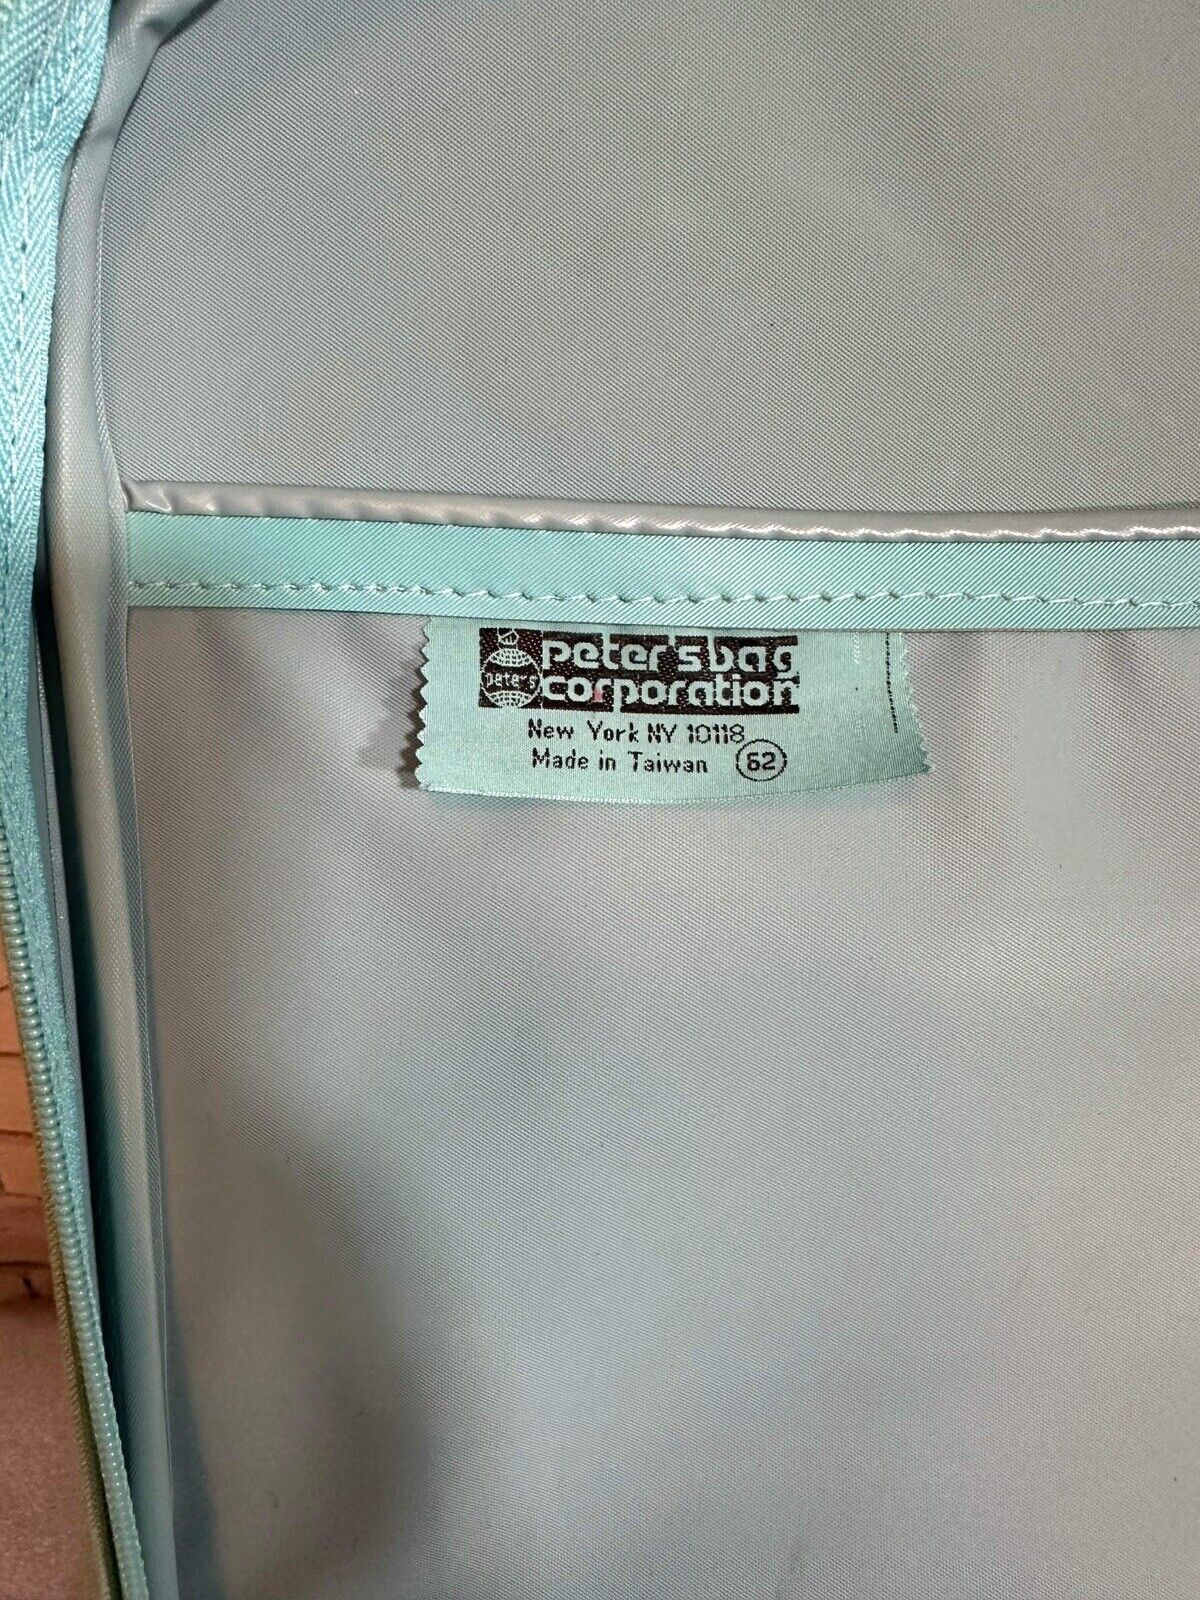 peter's bag
peter's
corporation
New York NY 10118
Made in Taiwan 62